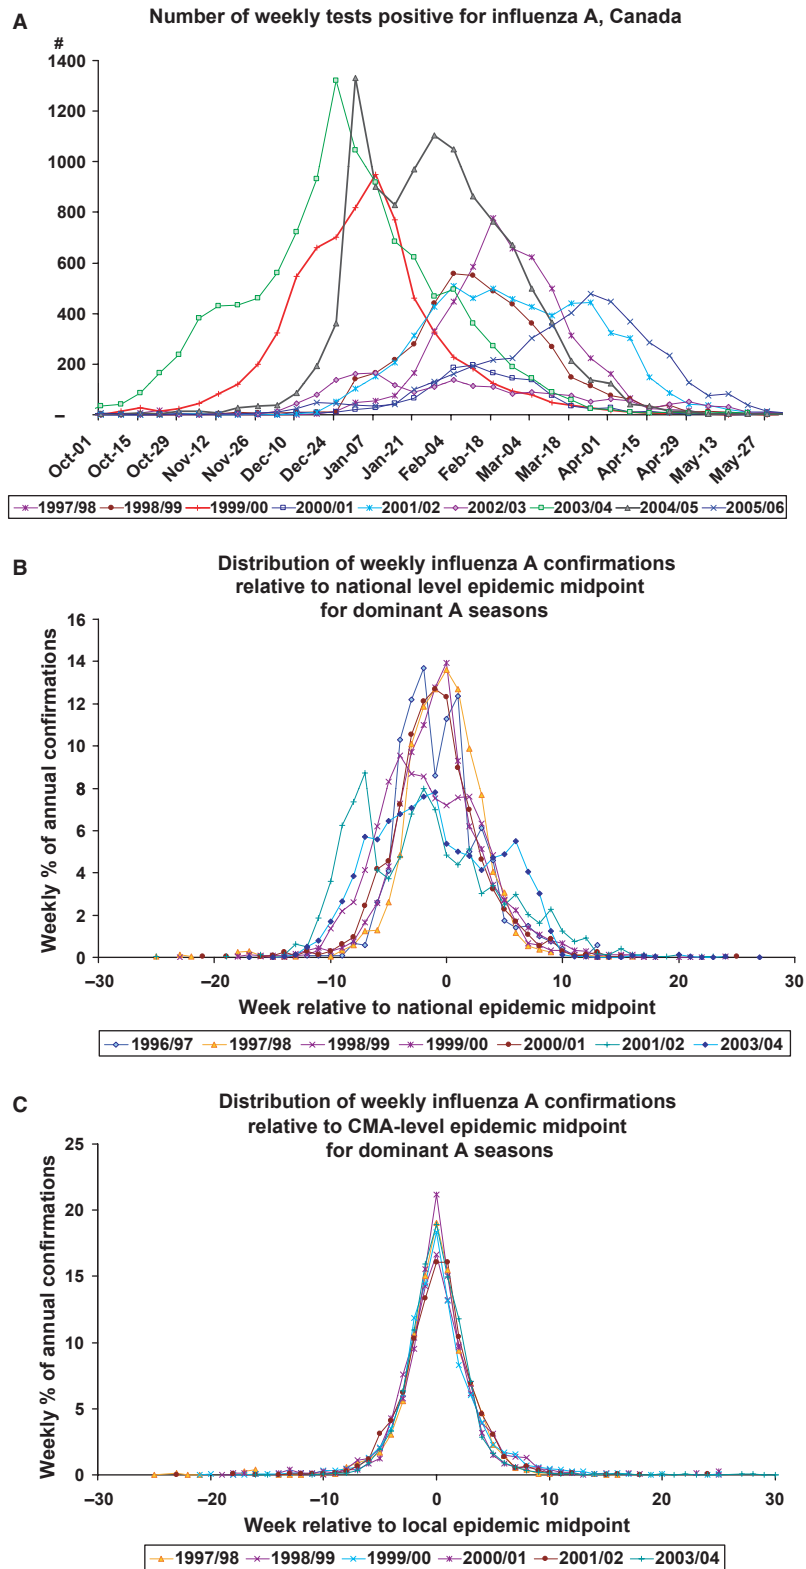 A
Number of weekly tests positive for influenza A, Canada
#
1400
1200
1000
800
600
400
200
–
Oct-01 Oct-15 Oct-29 Nov-12 Nov-26 Dec-10 Dec-24 Jan-07 Jan-21 Feb-04 Feb-18 Mar-04 Mar-18 Apr-01 Apr-15 Apr-29 May-13 May-27
1997/98 1998/99 1999/00 2000/01 2001/02 2002/03 2003/04 2004/05 2005/06
B
Distribution of weekly influenza A confirmations
relative to national level epidemic midpoint
for dominant A seasons
Weekly % of annual confirmations
16
14
12
10
8
6
4
2
0
–30 –20 –10 0 10 20 30
Week relative to national epidemic midpoint
1996/97 1997/98 1998/99 1999/00 2000/01 2001/02 2003/04
C
Distribution of weekly influenza A confirmations
relative to CMA-level epidemic midpoint
for dominant A seasons
Weekly % of annual confirmations
25
20
15
10
5
0
–30 –20 –10 0 10 20 30
Week relative to local epidemic midpoint
1997/98 1998/99 1999/00 2000/01 2001/02 2003/04